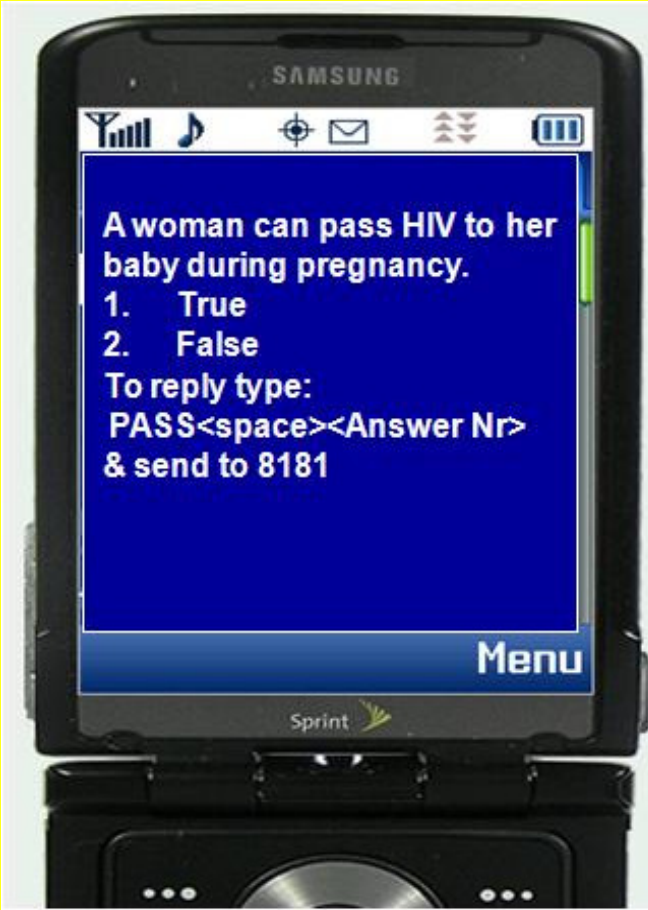 SAMSUNG
A woman can pass HIV to her
baby during pregnancy.
1. True
2. False
To reply type:
PASS<space><Answer Nr>
& send to 8181
Menu
Sprint